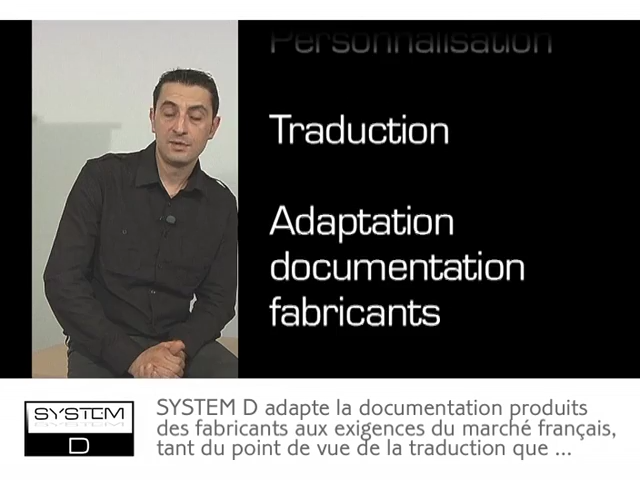 Personnalisation
Traduction
Adaptation
documentation
fabricants
SYSTEM
D
SYSTEM D adapte la documentation produits
des fabricants aux exigences du marché français,
tant du point de vue de la traduction que ...